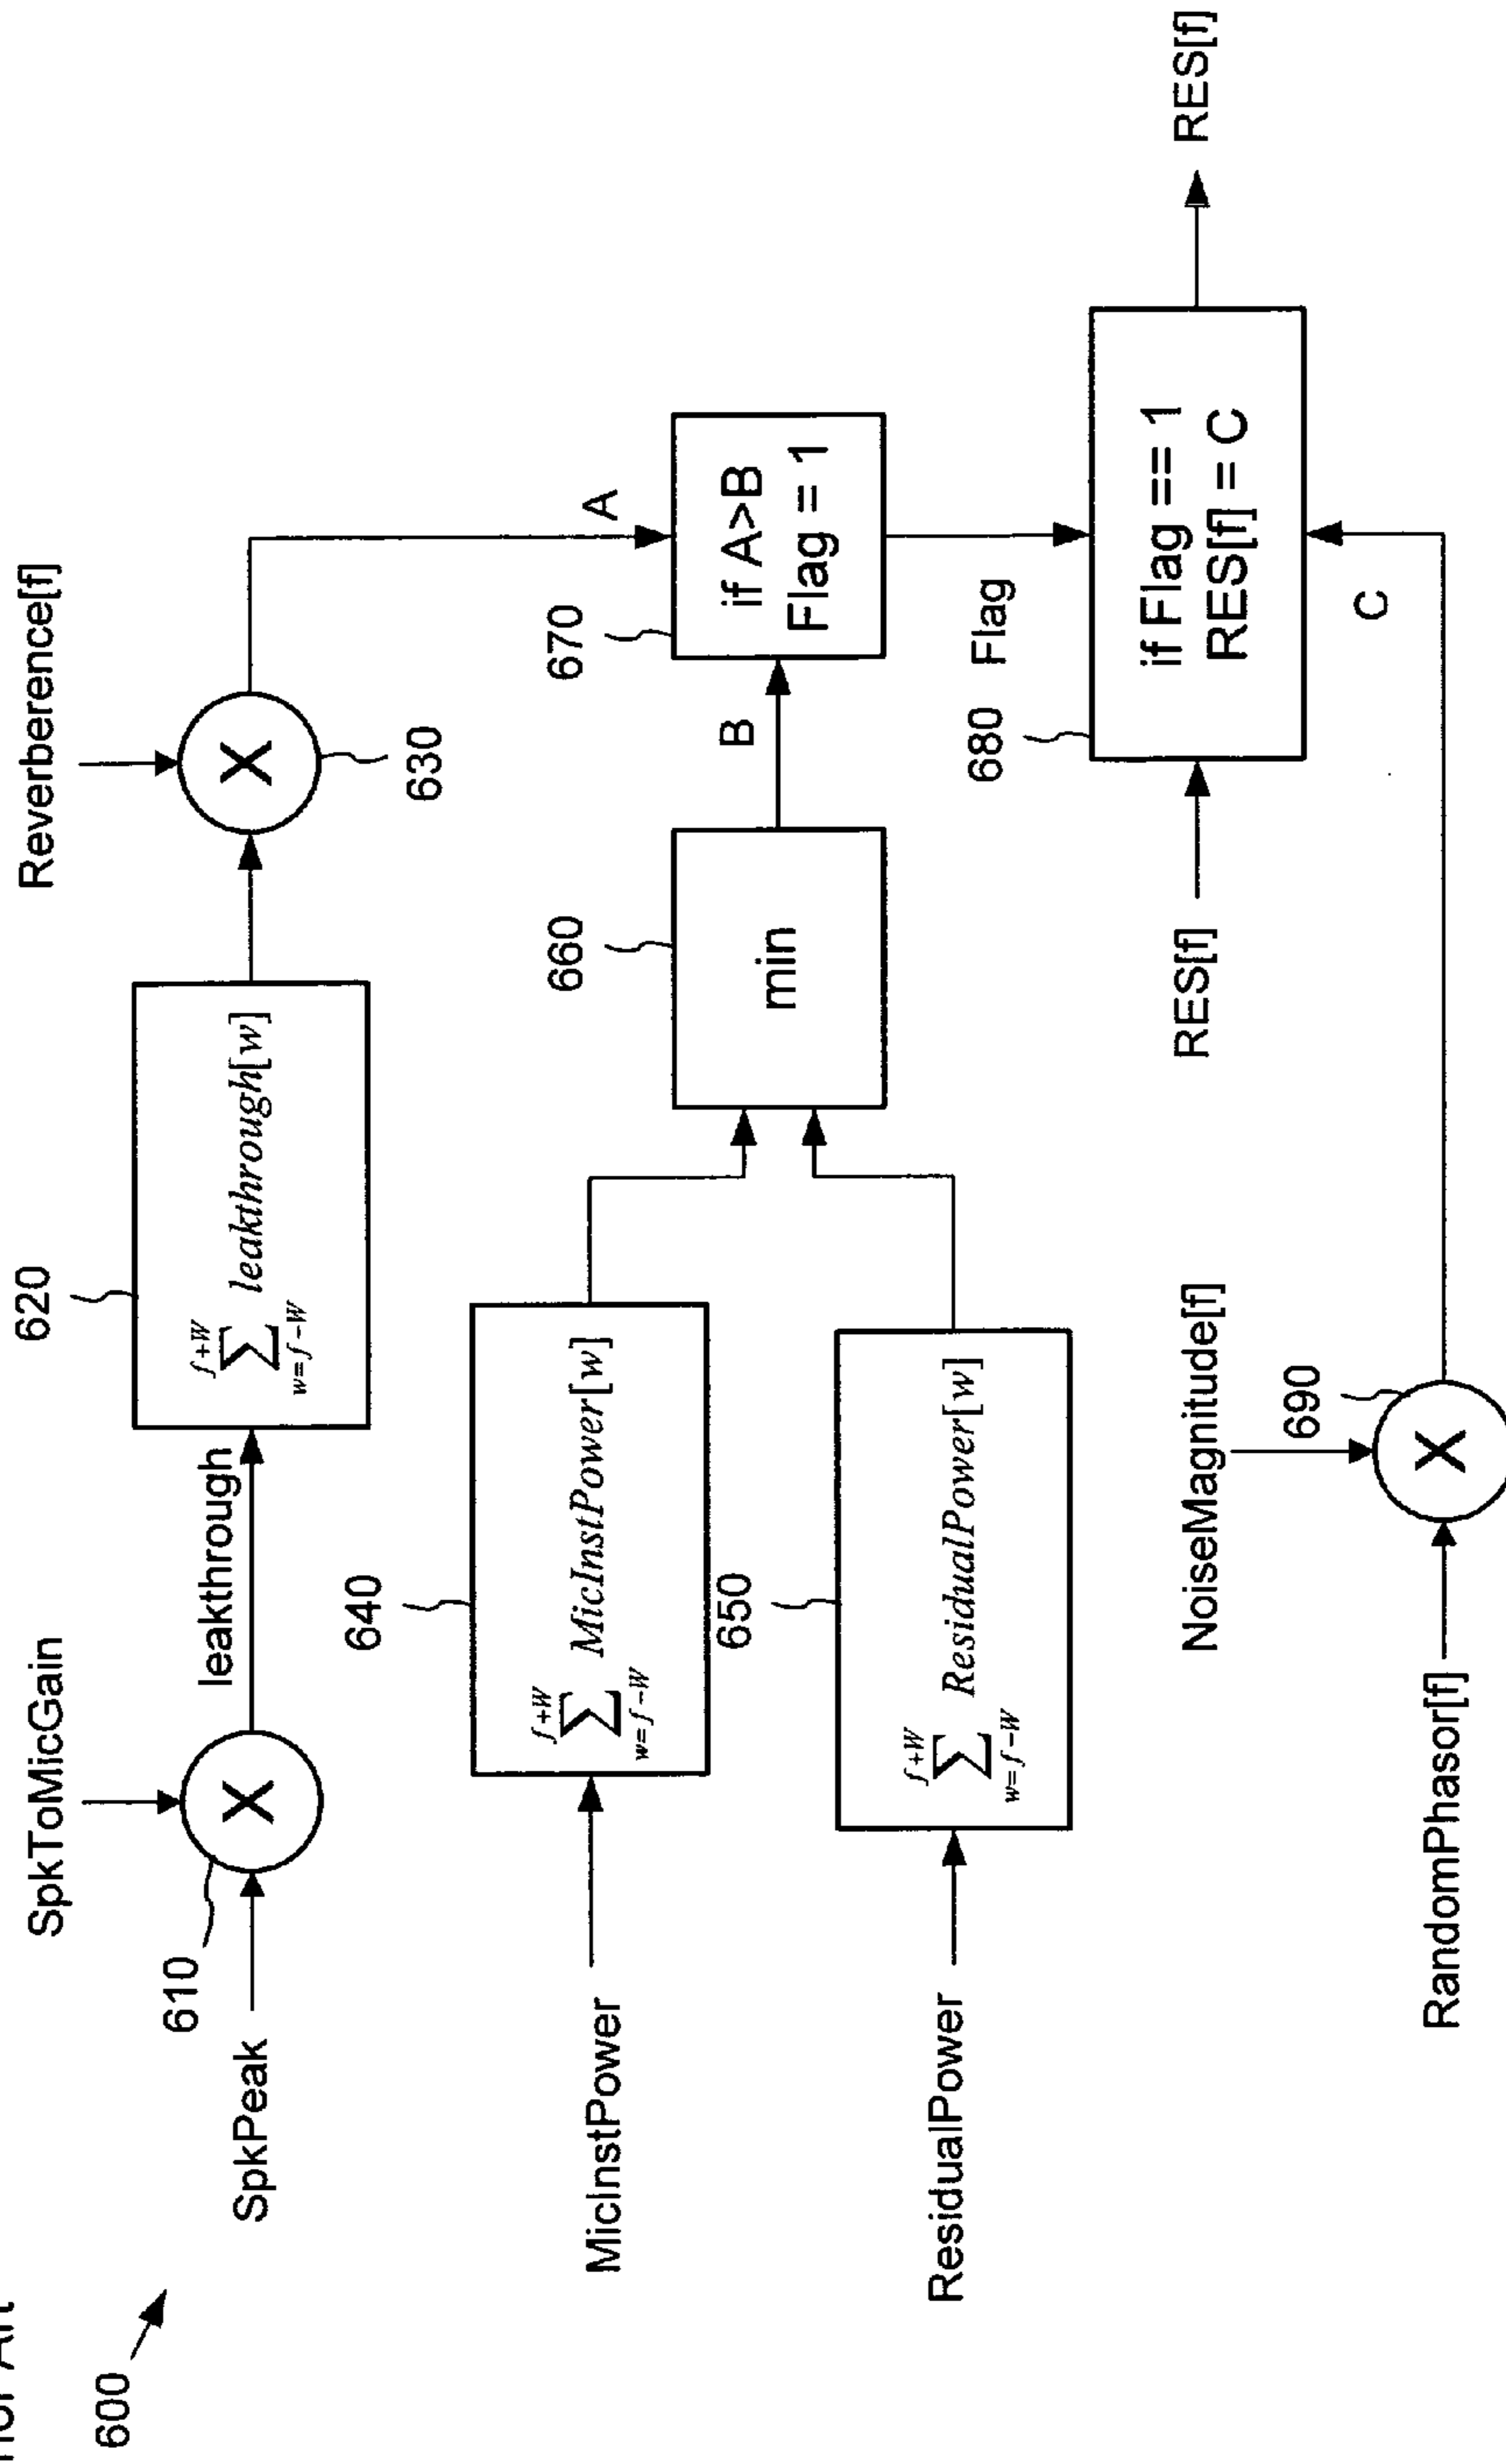 600
SpkToMicGain
610
SpkPeak
leakthrough
620
f+W
∑ leakthrough[w]
w=f-W
Reverberence[f]
X
X
630
A
640
MicInstPower
f+W
∑ MicInstPower[w]
w=f-W
650
ResidualPower
f+W
∑ ResidualPower[w]
w=f-W
660
min
B
670
if A>B
Flag = 1
Flag
680
RES[f]
if Flag == 1
RES[f] = C
RES[f]
C
NoiseMagnitude[f]
690
X
RandomPhasor[f]
Art